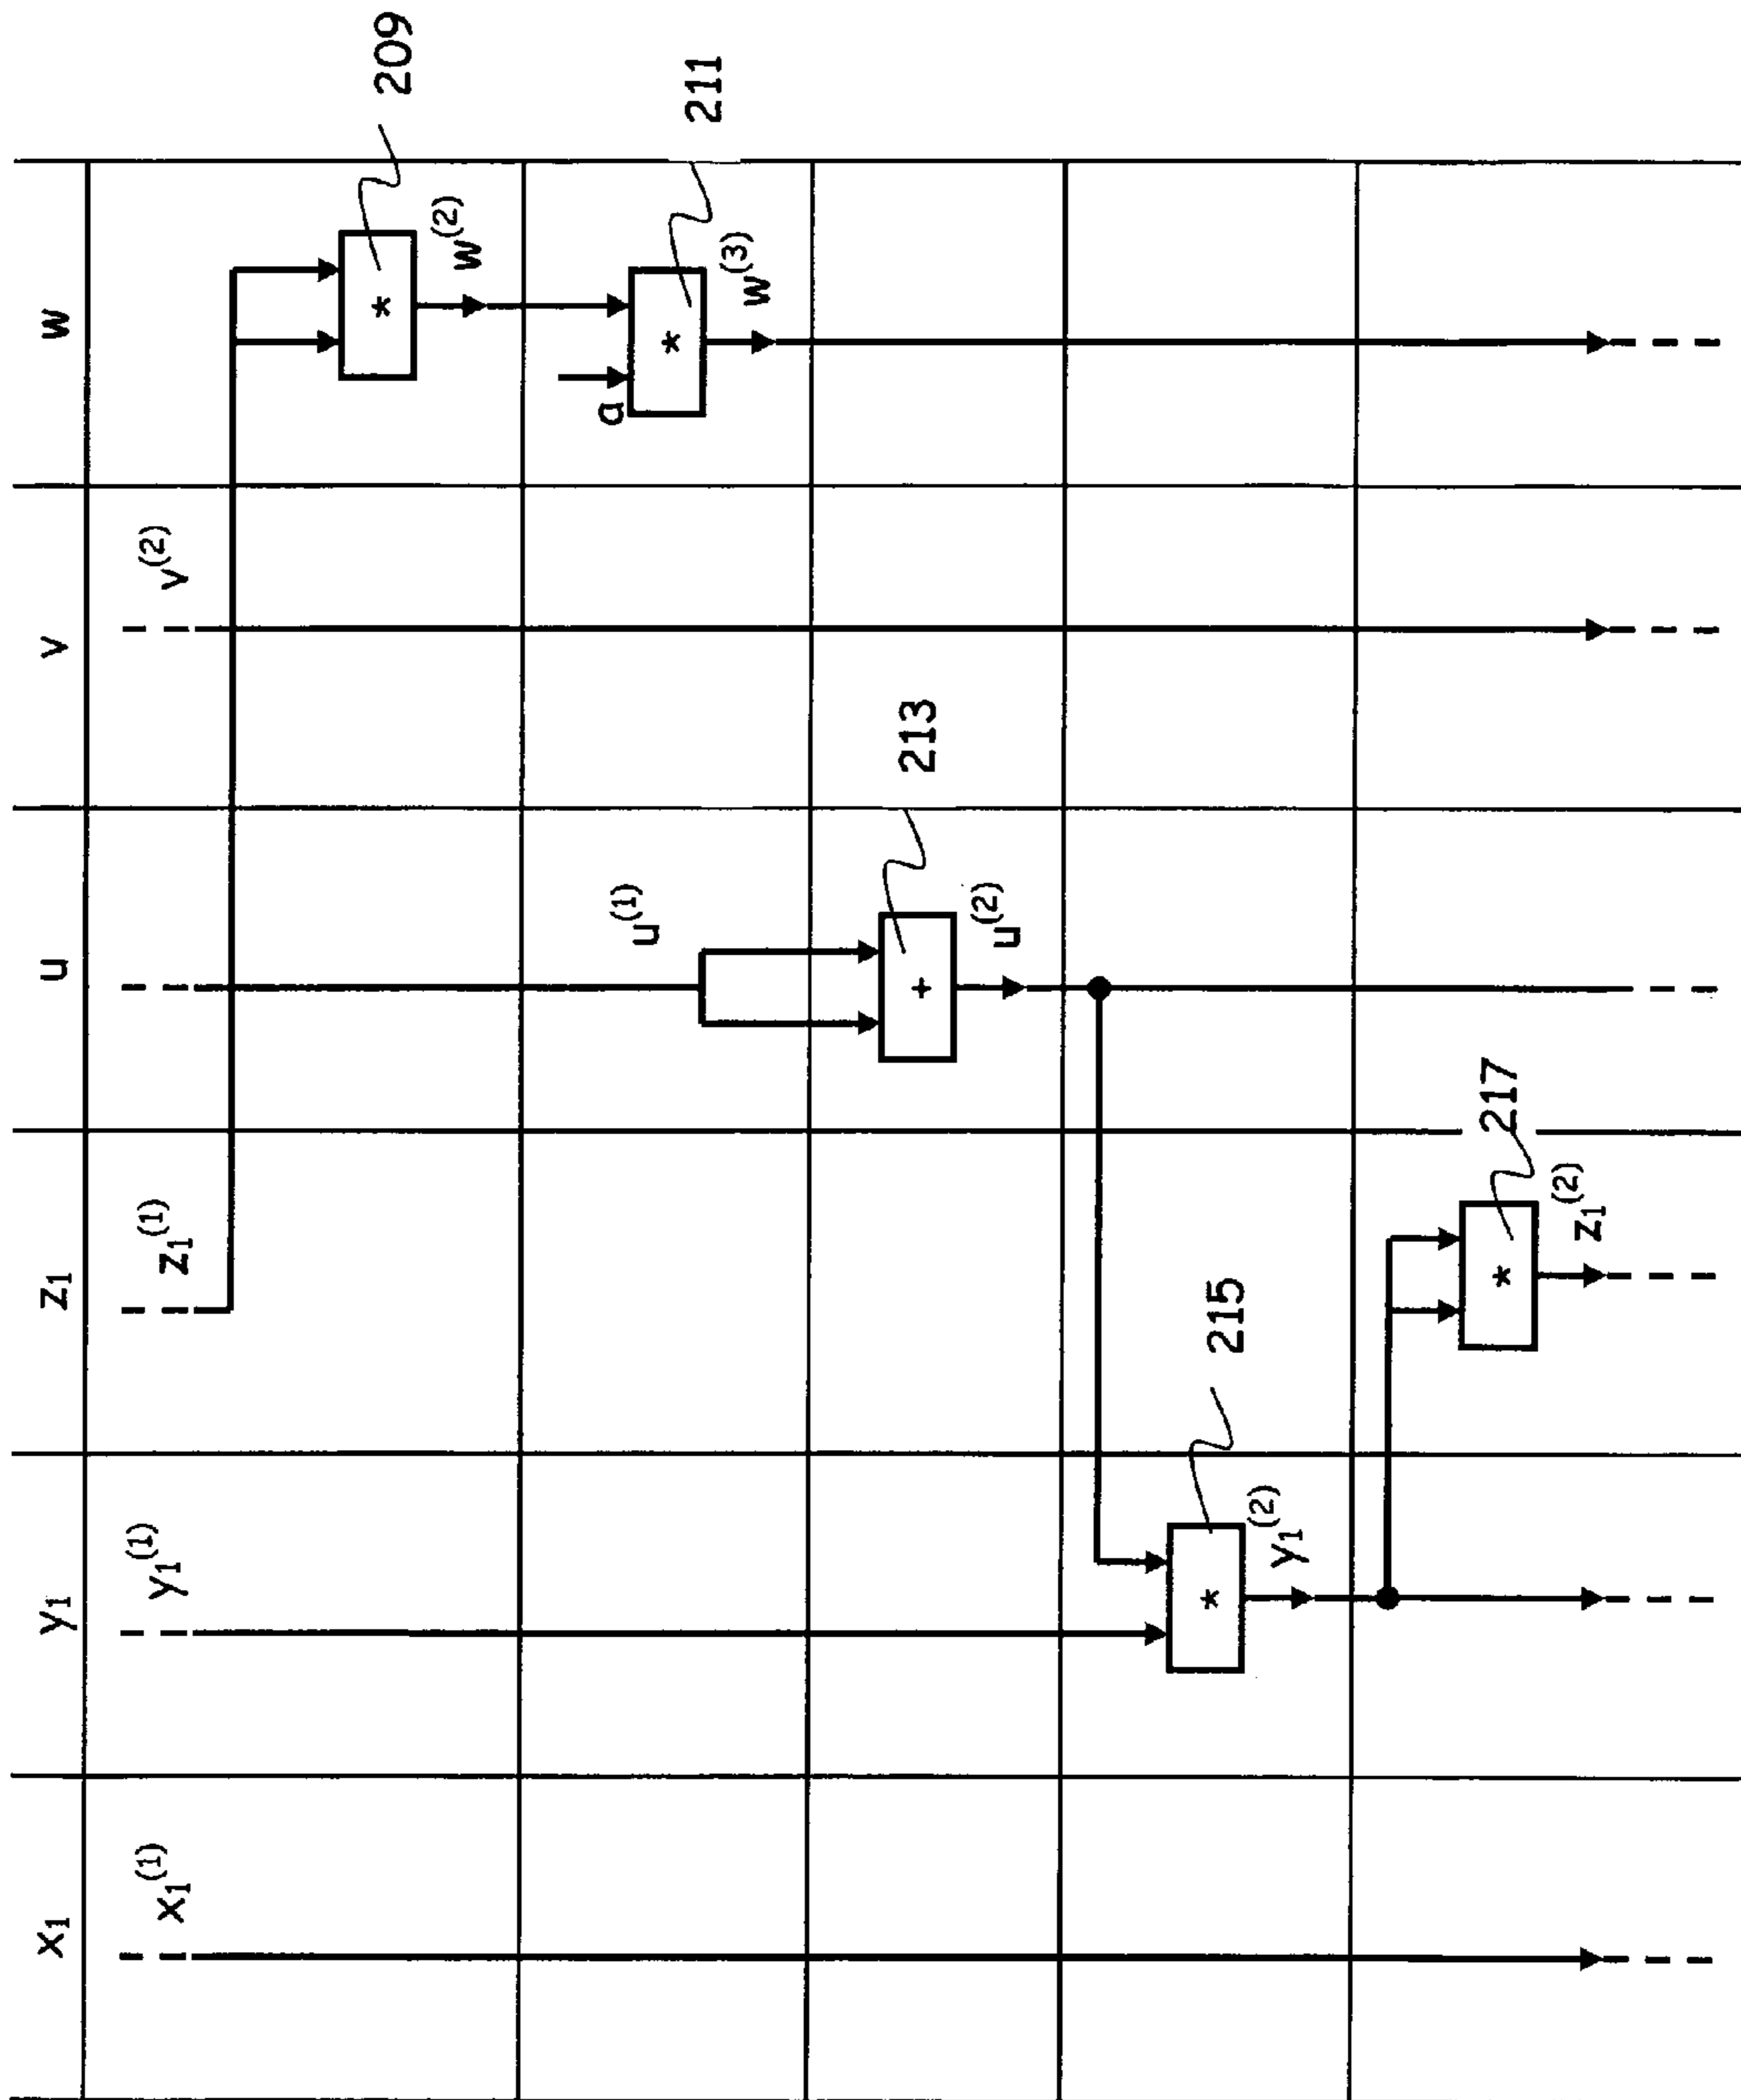 x1 y1 z1 u v w
x1(1) y1(1) z1(1) v(2)
* 209
w(2)
u(1) a * 211
w(3)
+ 213
u(2)
* 215
y1(2)
* 217
z1(2)